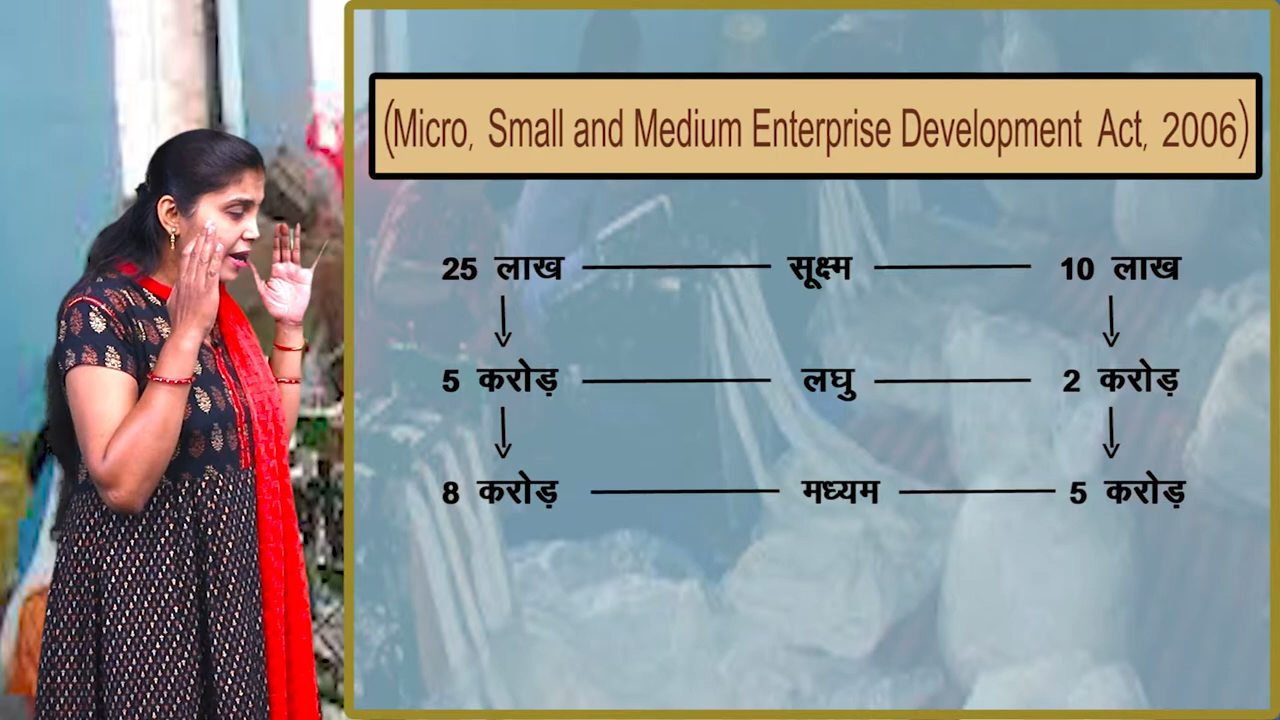 (Micro, Small and Medium Enterprise Development Act, 2006)
25 लाख सूक्ष्म 10 लाख
5 करोड़ लघु 2 करोड़
8 करोड़ मध्यम 5 करोड़